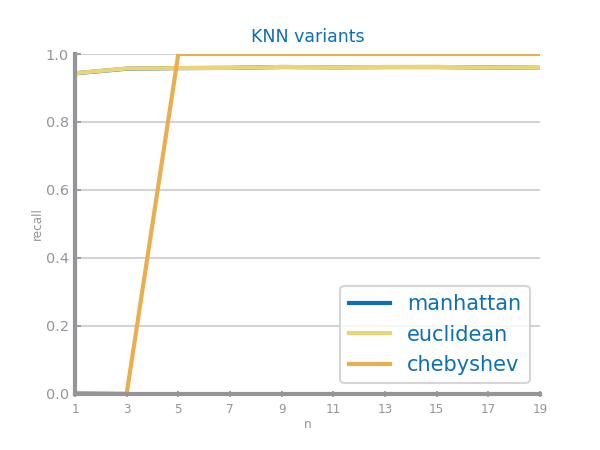 KNN variants
1.0
0.8
0.6
0.4
0.2
0.0
recall
manhattan
euclidean
chebyshev
1 3 5 7 9 11 13 15 17 19
n